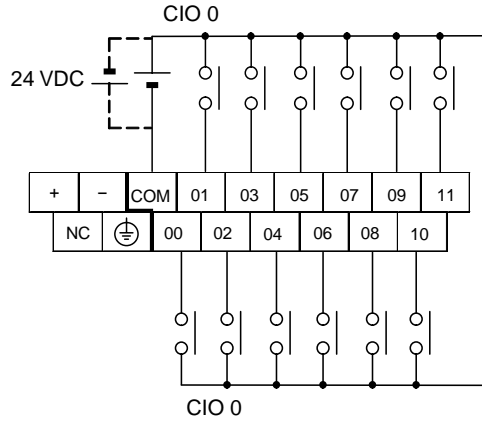 CIO 0
24 VDC
+ − COM 01 03 05 07 09 11
NC 00 02 04 06 08 10
CIO 0